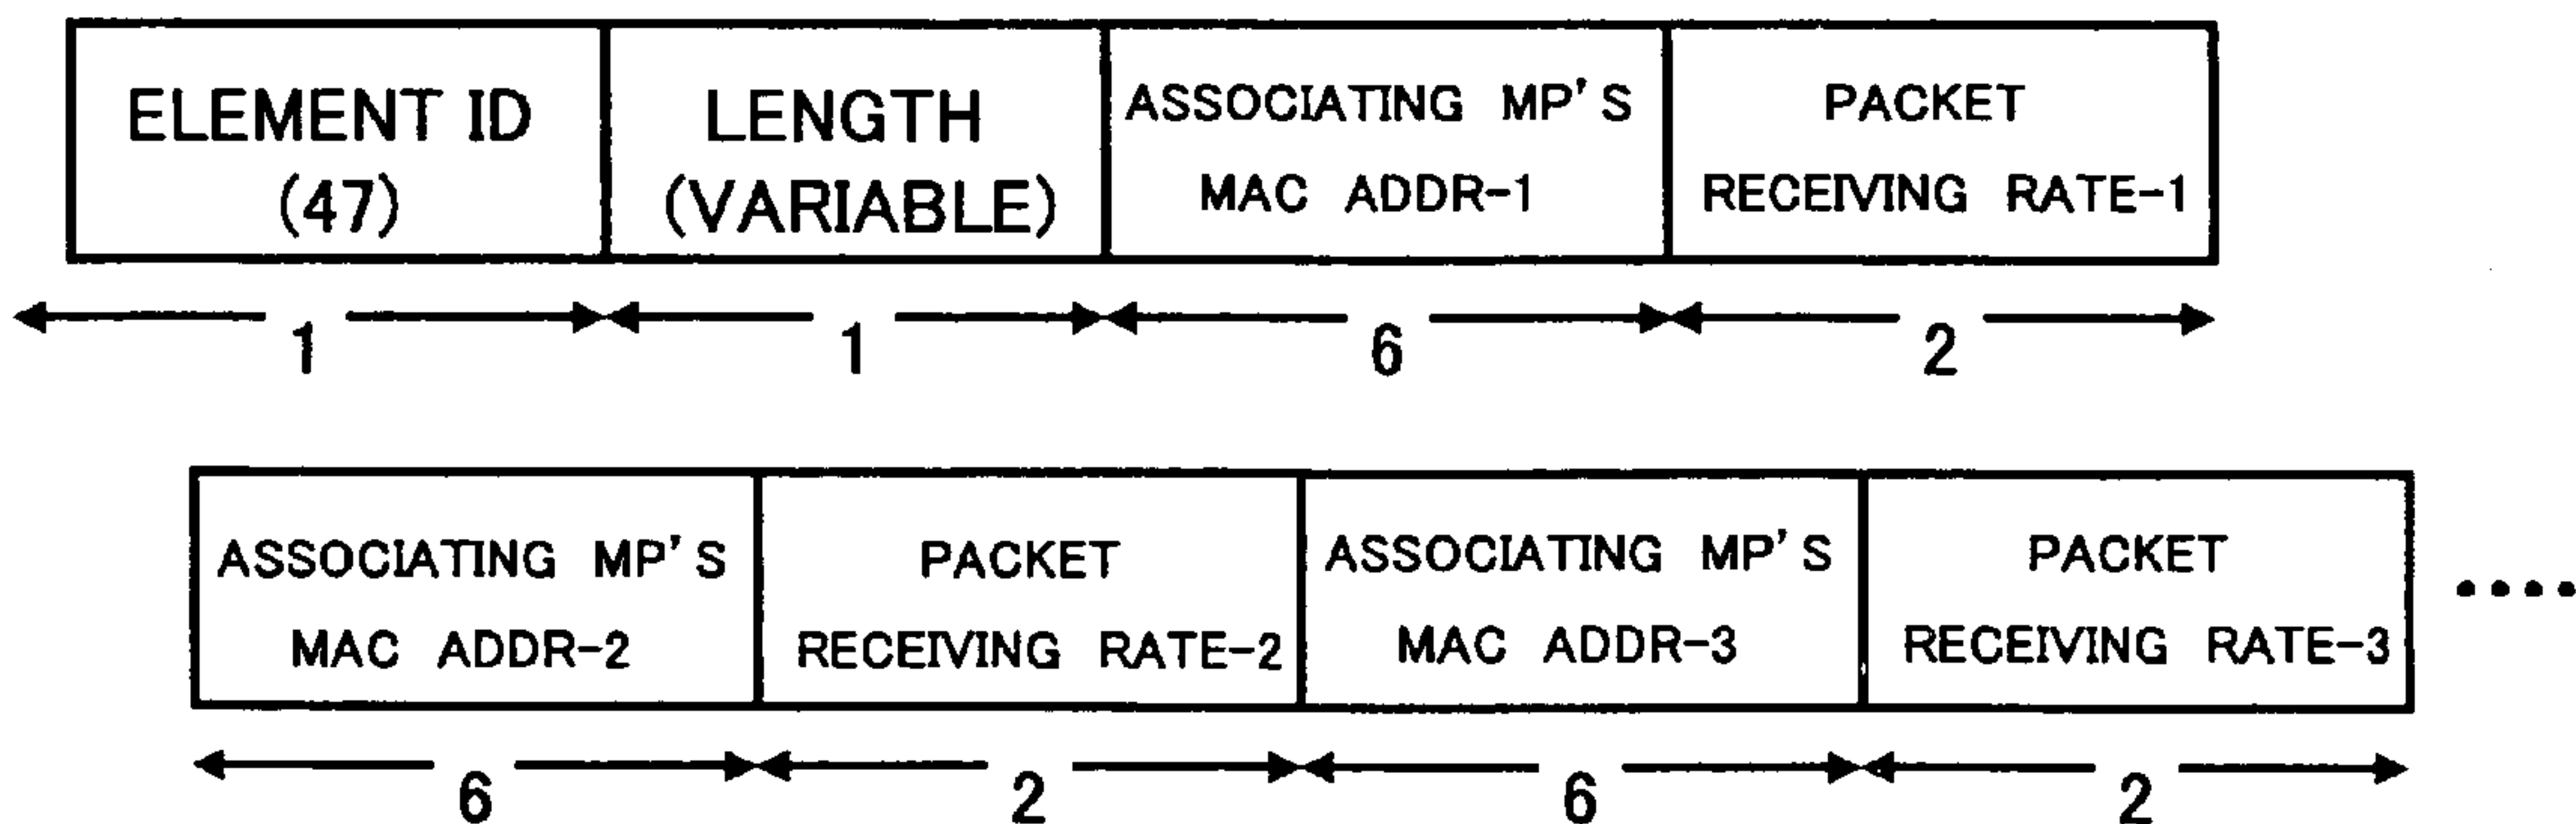 ELEMENT ID
(47)
LENGTH
(VARIABLE)
ASSOCIATING MP'S
MAC ADDR-1
PACKET
RECEIVING RATE-1
1
1
6
2
ASSOCIATING MP'S
MAC ADDR-2
PACKET
RECEIVING RATE-2
ASSOCIATING MP'S
MAC ADDR-3
PACKET
RECEIVING RATE-3
....
6
2
6
2